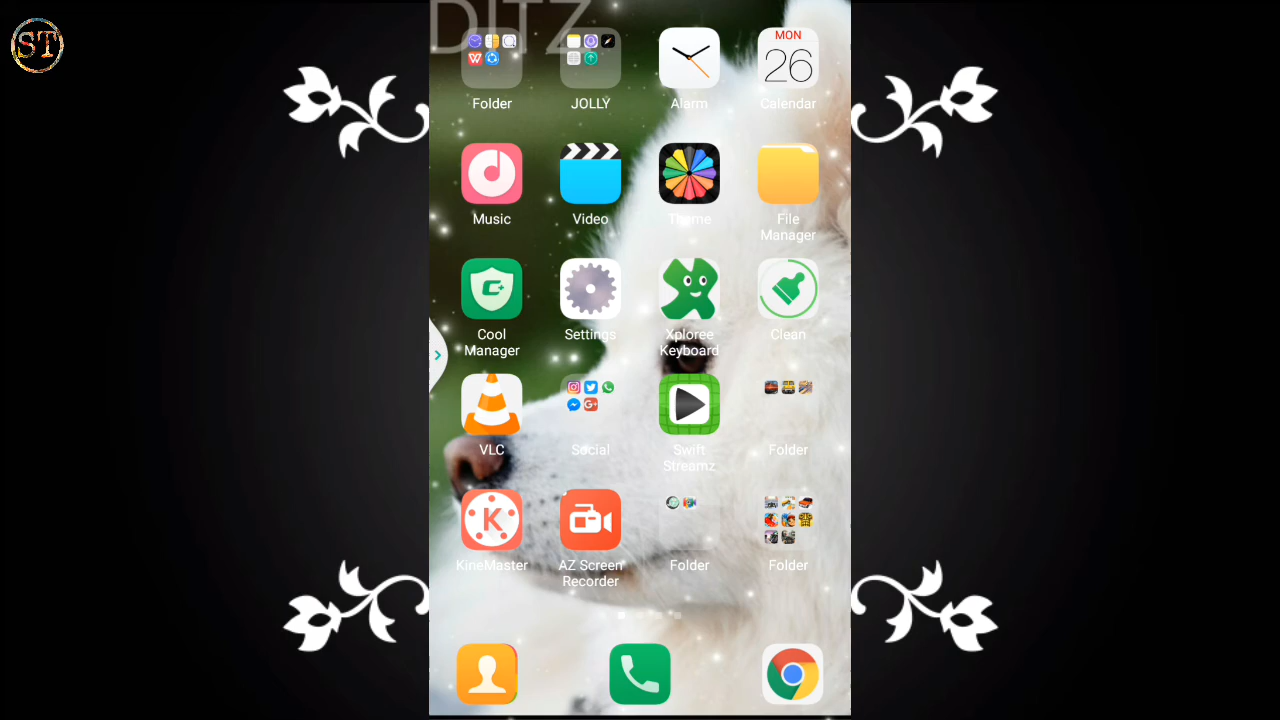 ST
DITZ
MON
26
Folder
JOLLY
Alarm
Calendar
Music
Video
Theme
File
Manager
Cool
Manager
Settings
Xploree
Keyboard
Clean
VLC
Social
Swift
Streamz
Folder
K
KineMaster
AZ Screen
Recorder
Folder
Folder